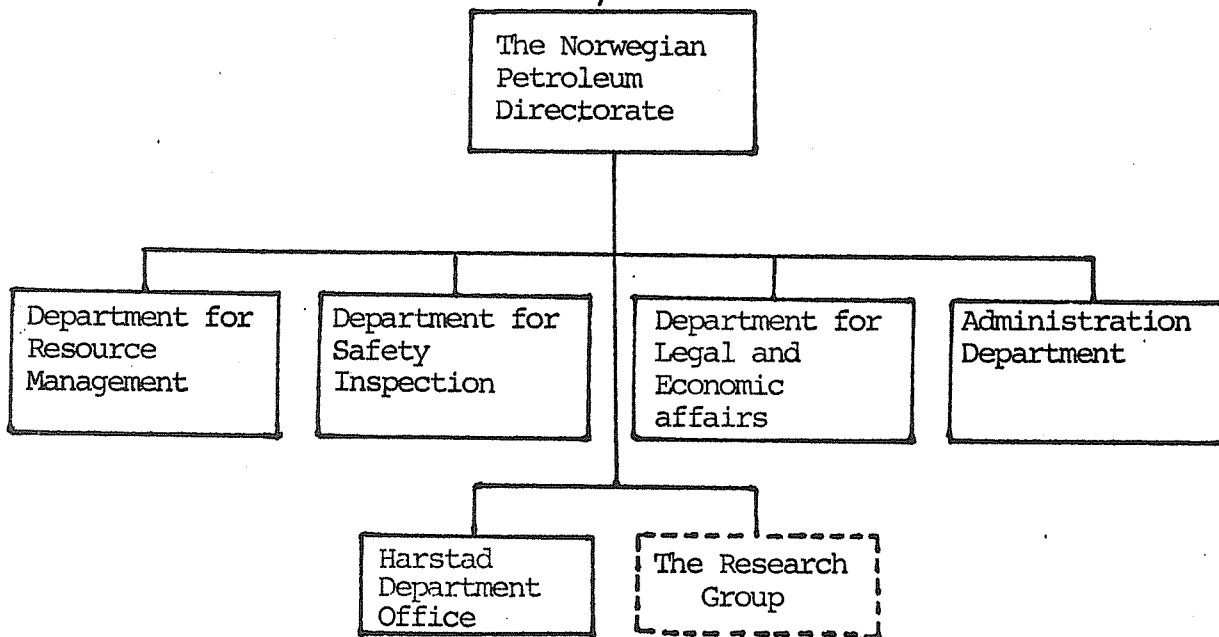 The Norwegian
Petroleum
Directorate
Department for
Resource
Management
Department for
Safety
Inspection
Department for
Legal and
Economic
affairs
Administration
Department
Harstad
Department
Office
The Research
Group